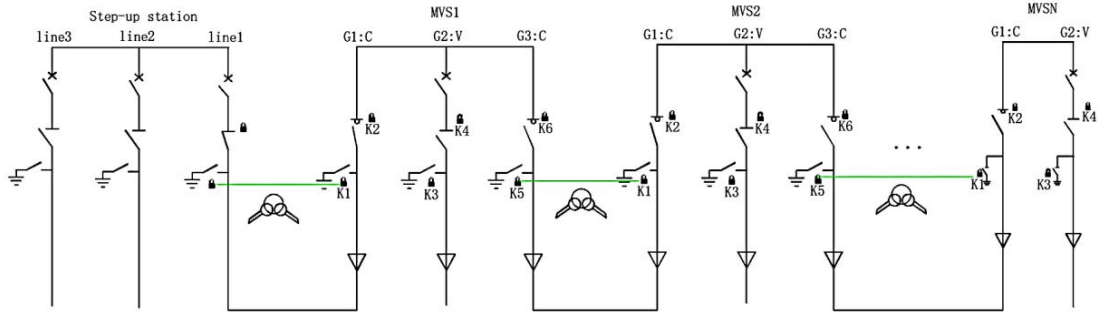 Step-up station
MVS1
MVS2
MVSN
line3
line2
line1
G1:C
G2:V
G3:C
G1:C
G2:V
G3:C
G1:C
G2:V
K2
K4
K6
K2
K4
K6
K2
K4
K1
K3
K5
K1
K3
K5
K1
K3
...